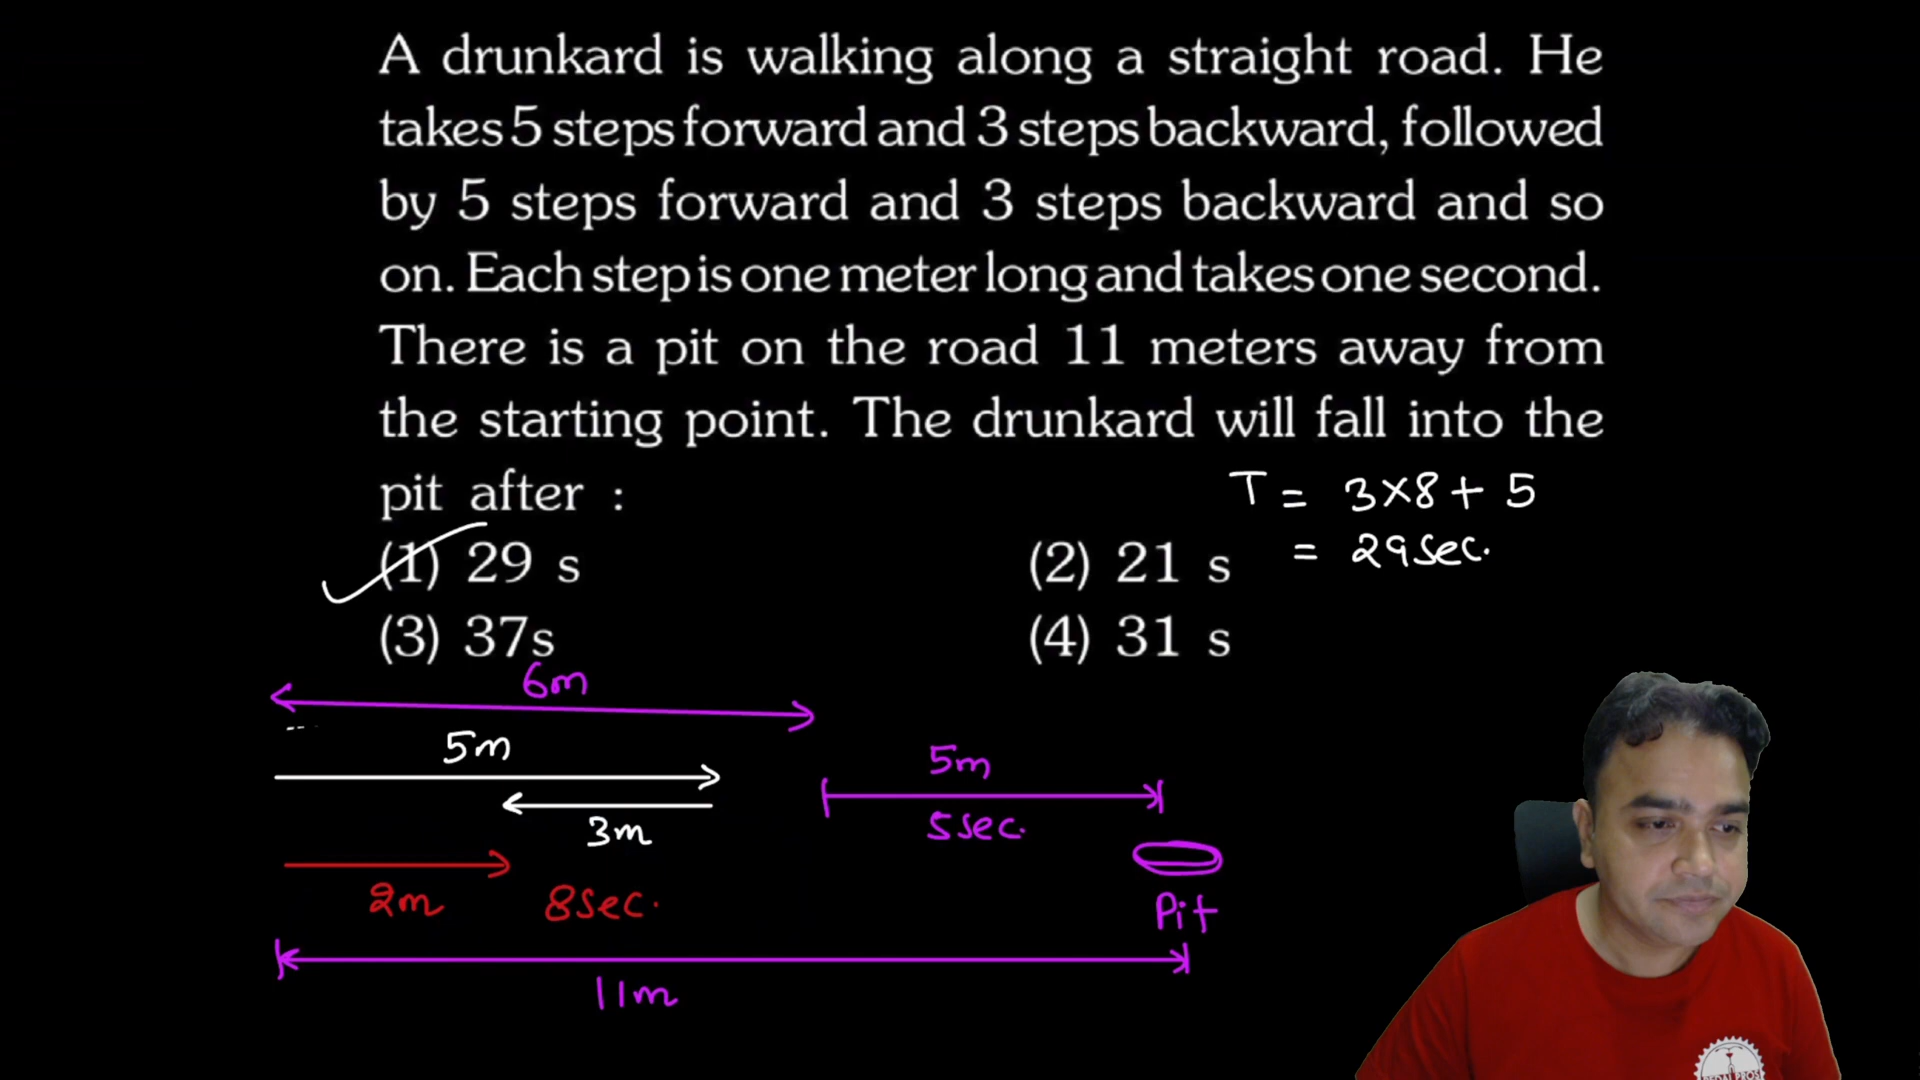 A drunkard is walking along a straight road. He
takes 5 steps forward and 3 steps backward, followed
by 5 steps forward and 3 steps backward and so
on. Each step is one meter long and takes one second.
There is a pit on the road 11 meters away from
the starting point. The drunkard will fall into the
pit after :
T = 3×8+5
= 29sec.
(1) 29 s (2) 21 s
(3) 37s (4) 31 s
6m
5m
3m
2m 8sec.
5m
5sec.
Pit
11m